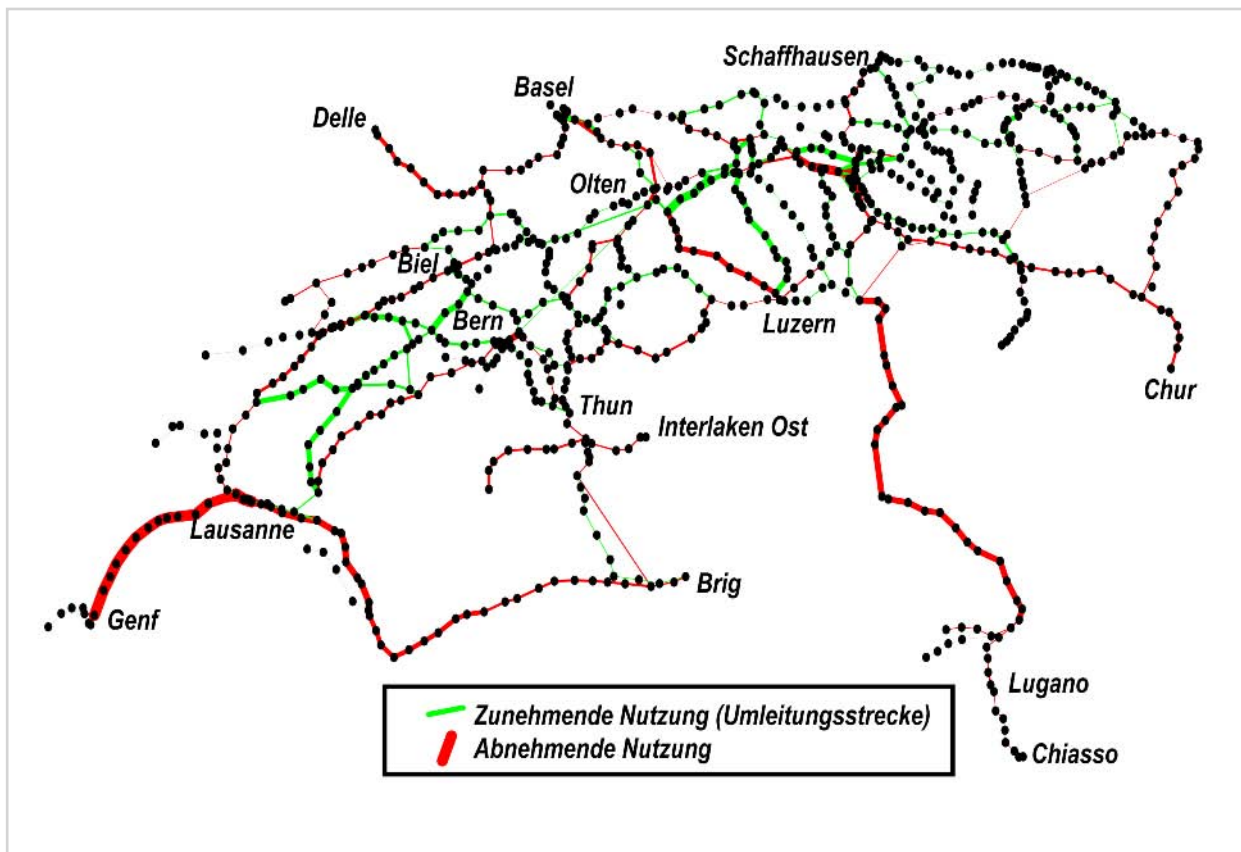 Schaffhausen
Basel
Delle
Olten
Biel
Bern
Luzern
Chur
Thun
Interlaken Ost
Lausanne
Brig
Genf
Lugano
Chiasso
Zunehmende Nutzung (Umleitungsstrecke)
Abnehmende Nutzung